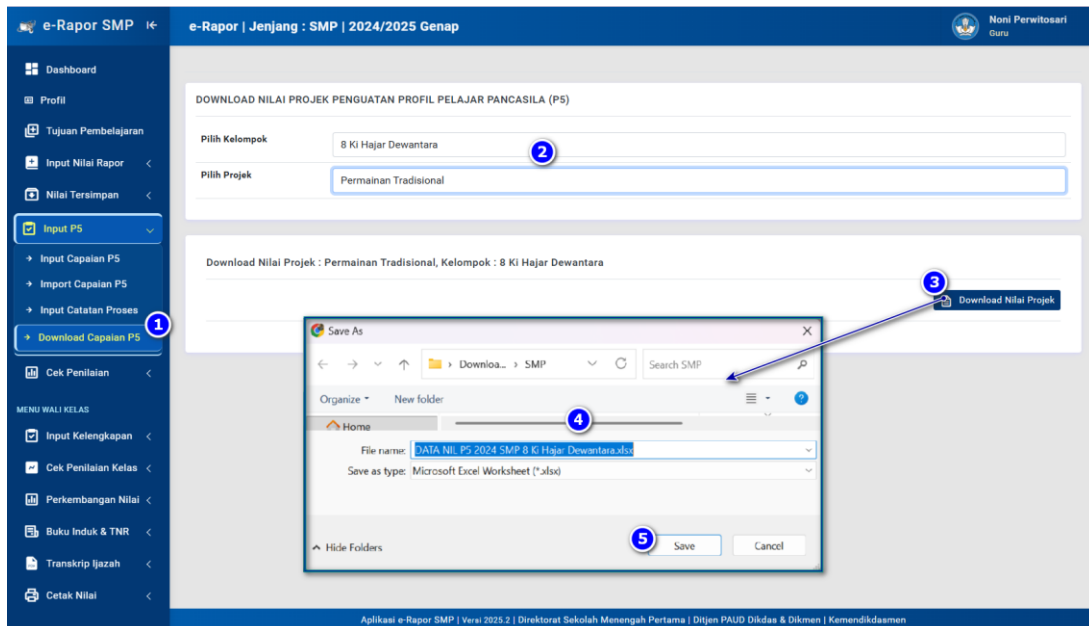 e-Rapor SMP
e-Rapor | Jenjang : SMP | 2024/2025 Genap
Noni Perwitosari
Guru
Dashboard
Profil
Tujuan Pembelajaran
Input Nilai Rapor
Nilai Tersimpan
Input P5
Input Capaian P5
Import Capaian P5
Input Catatan Proses
Download Capaian P5
1
Cek Penilaian
MENU WALI KELAS
Input Kelengkapan
Cek Penilaian Kelas
Perkembangan Nilai
Buku Induk & TNR
Transkrip Ijazah
Cetak Nilai
DOWNLOAD NILAI PROJEK PENGUATAN PROFIL PELAJAR PANCASILA (P5)
Pilih Kelompok
8 Ki Hajar Dewantara
2
Pilih Projek
Permainan Tradisional
Download Nilai Projek : Permainan Tradisional, Kelompok : 8 Ki Hajar Dewantara
3
Download Nilai Projek
Save As
Downloa... > SMP
Search SMP
Organize
New folder
Home
4
File name: DATA NIL P5 2024 SMP 8 Ki Hajar Dewantara.xlsx
Save as type: Microsoft Excel Worksheet (*.xlsx)
Hide Folders
5
Save
Cancel
Aplikasi e-Rapor SMP | Versi 2025.2 | Direktorat Sekolah Menengah Pertama | Ditjen PAUD Dikdas & Dikmen | Kemendikdasmen